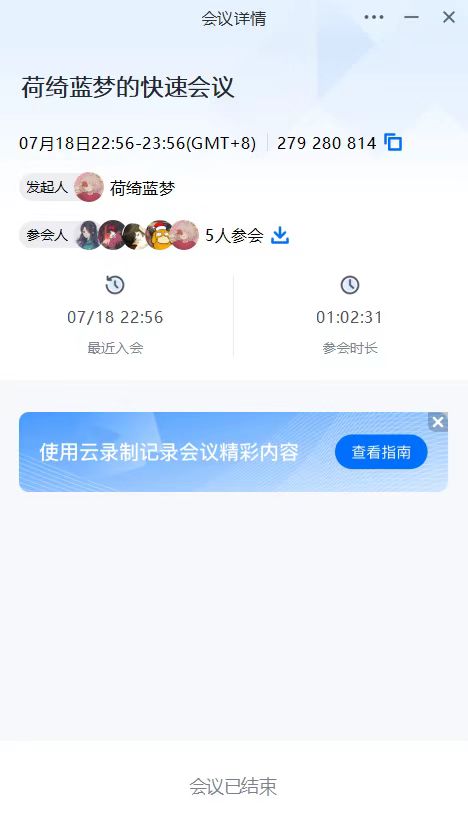 会议详情
荷绮蓝梦的快速会议
07月18日22:56-23:56(GMT+8) 279 280 814
发起人 荷绮蓝梦
参会人 5人参会
07/18 22:56 01:02:31
最近入会 参会时长
使用云录制记录会议精彩内容 查看指南
会议已结束